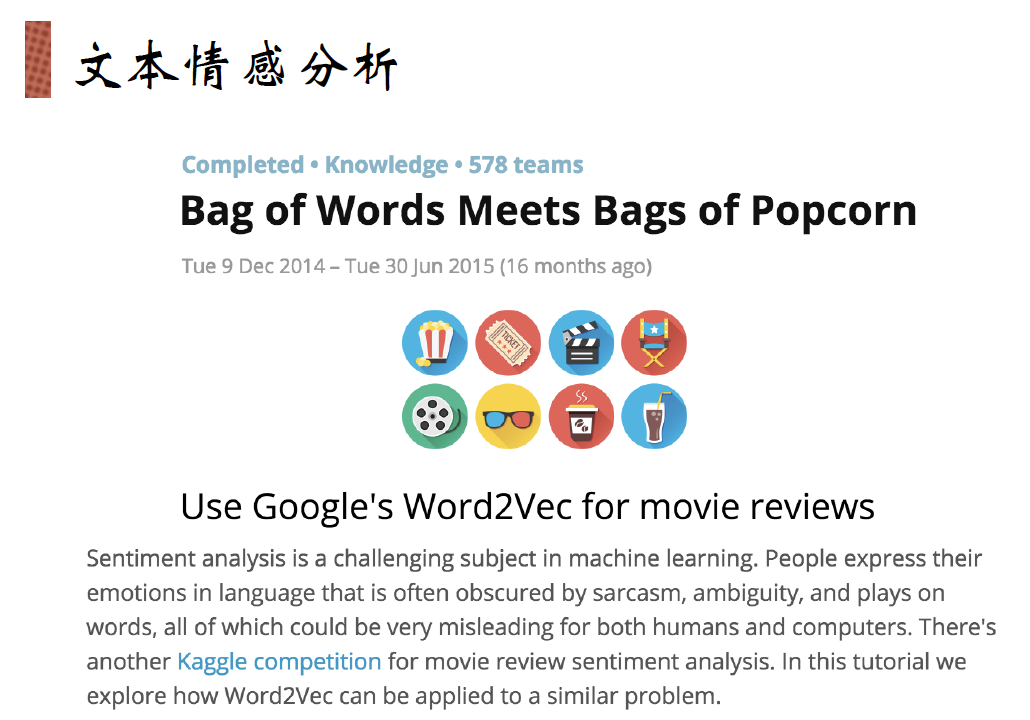 文本情感分析
Completed • Knowledge • 578 teams
Bag of Words Meets Bags of Popcorn
Tue 9 Dec 2014 – Tue 30 Jun 2015 (16 months ago)
TICKET
Use Google's Word2Vec for movie reviews
Sentiment analysis is a challenging subject in machine learning. People express their
emotions in language that is often obscured by sarcasm, ambiguity, and plays on
words, all of which could be very misleading for both humans and computers. There's
another Kaggle competition for movie review sentiment analysis. In this tutorial we
explore how Word2Vec can be applied to a similar problem.